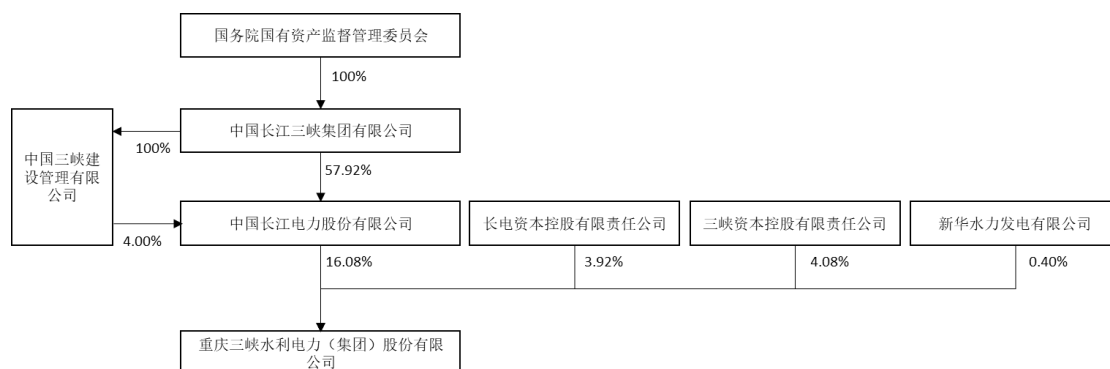 国务院国有资产监督管理委员会
100%
中国长江三峡集团有限公司
100%
中国三峡建
设管理有限
公司
57.92%
中国长江电力股份有限公司
长电资本控股有限责任公司
三峡资本控股有限责任公司
新华水力发电有限公司
4.00%
16.08%
3.92%
4.08%
0.40%
重庆三峡水利电力（集团）股份有限
公司